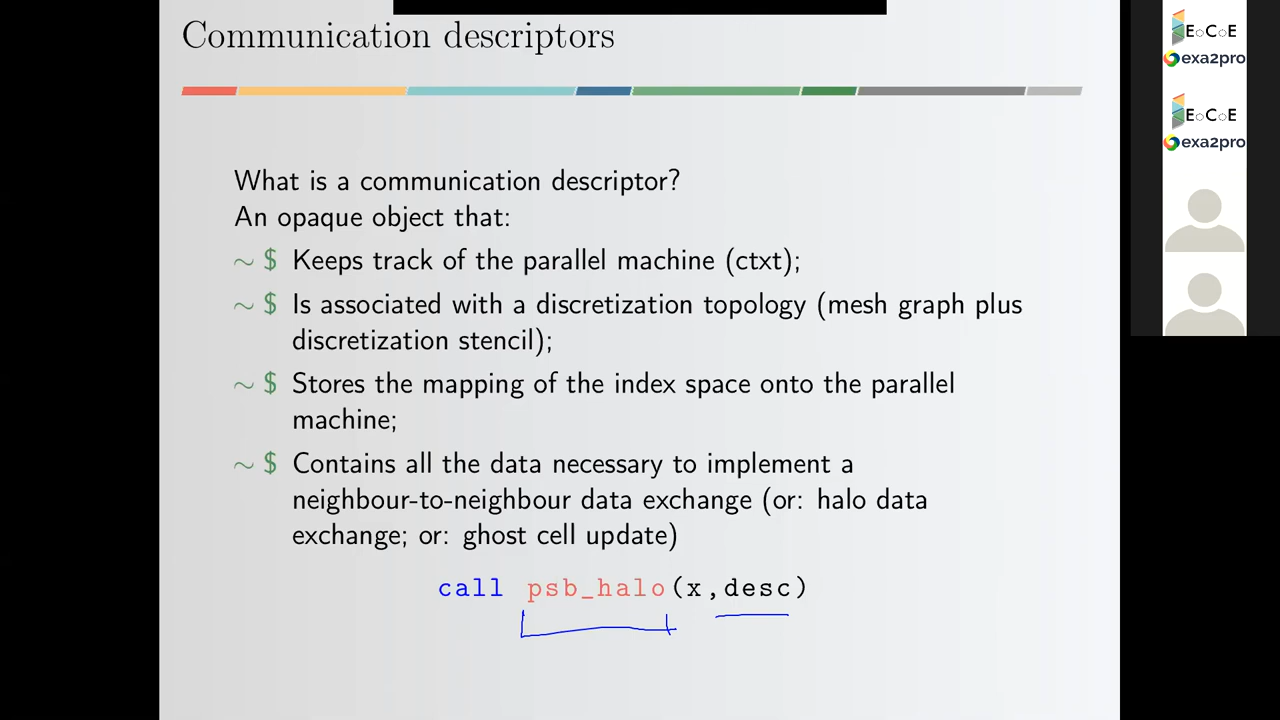 Communication descriptors
What is a communication descriptor?
An opaque object that:
~ $ Keeps track of the parallel machine (ctxt);
~ $ Is associated with a discretization topology (mesh graph plus
discretization stencil);
~ $ Stores the mapping of the index space onto the parallel
machine;
~ $ Contains all the data necessary to implement a
neighbour-to-neighbour data exchange (or: halo data
exchange; or: ghost cell update)
call psb_halo(x,desc)
EoCoE
exa2pro
EoCoE
exa2pro